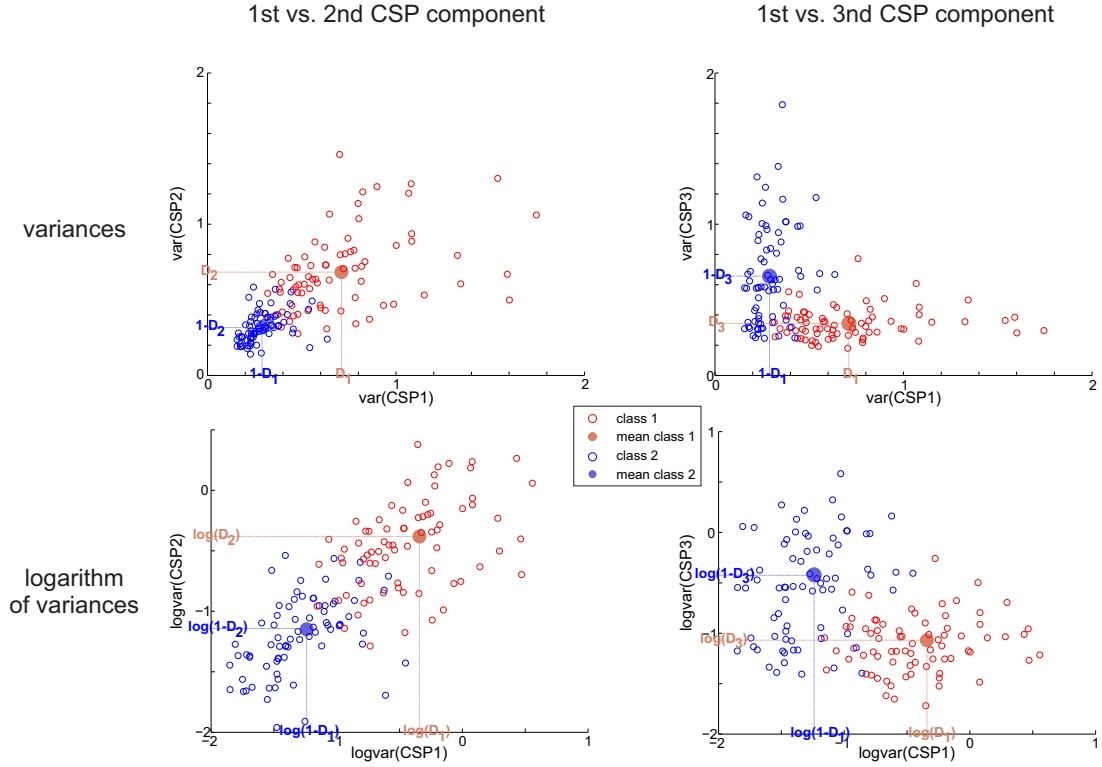 1st vs. 2nd CSP component
1st vs. 3rd CSP component
variances
2
1
0
var(CSP2)
D2
1-D2
1-D1
D1
0
1
2
var(CSP1)
2
1
0
var(CSP3)
1-D3
D3
1-D1
D1
0
1
2
var(CSP1)
class 1
mean class 1
class 2
mean class 2
logarithm
of variances
0
−1
−2
logvar(CSP2)
log(D2)
log(1-D2)
log(1-D1)
log(D1)
−2
−1
0
1
logvar(CSP1)
1
0
−1
−2
logvar(CSP3)
log(1-D3)
log(D3)
log(1-D1)
log(D1)
−2
−1
0
1
logvar(CSP1)